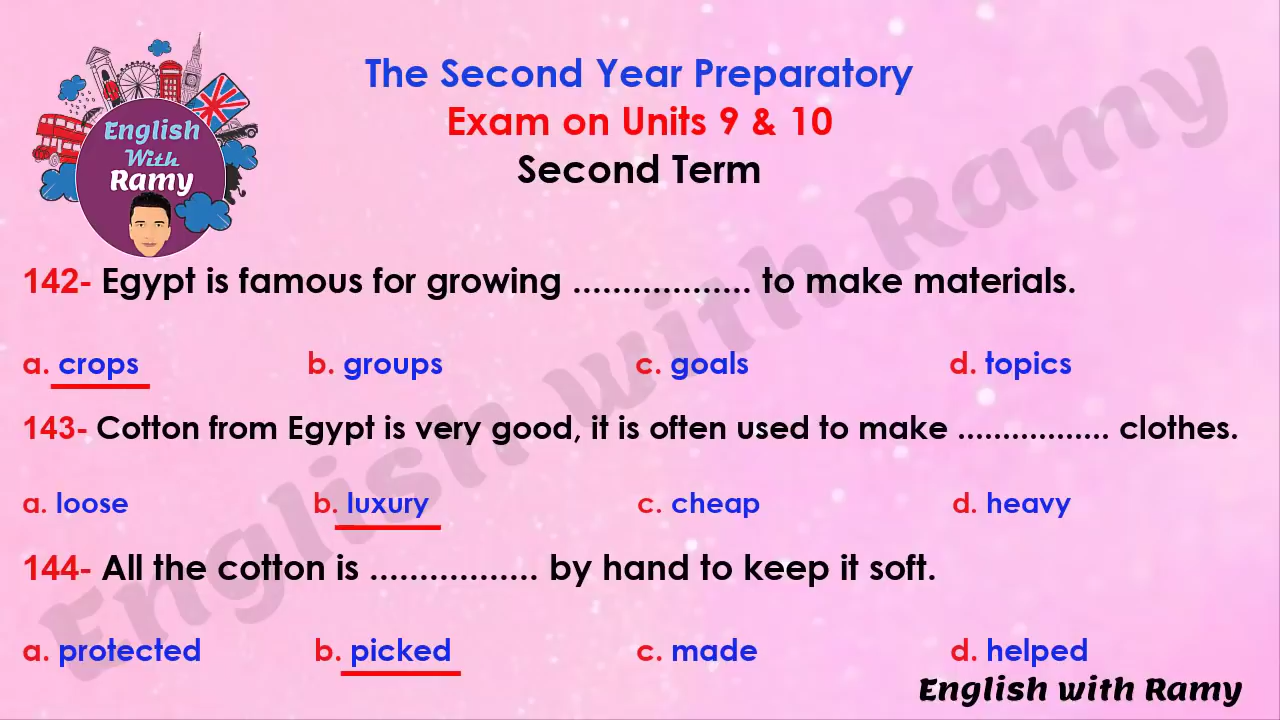 English
With
Ramy
The Second Year Preparatory
Exam on Units 9 & 10
Second Term
142- Egypt is famous for growing .................. to make materials.
a. crops b. groups c. goals d. topics
143- Cotton from Egypt is very good, it is often used to make ................. clothes.
a. loose b. luxury c. cheap d. heavy
144- All the cotton is ................. by hand to keep it soft.
a. protected b. picked c. made d. helped
English with Ramy
English with Ramy